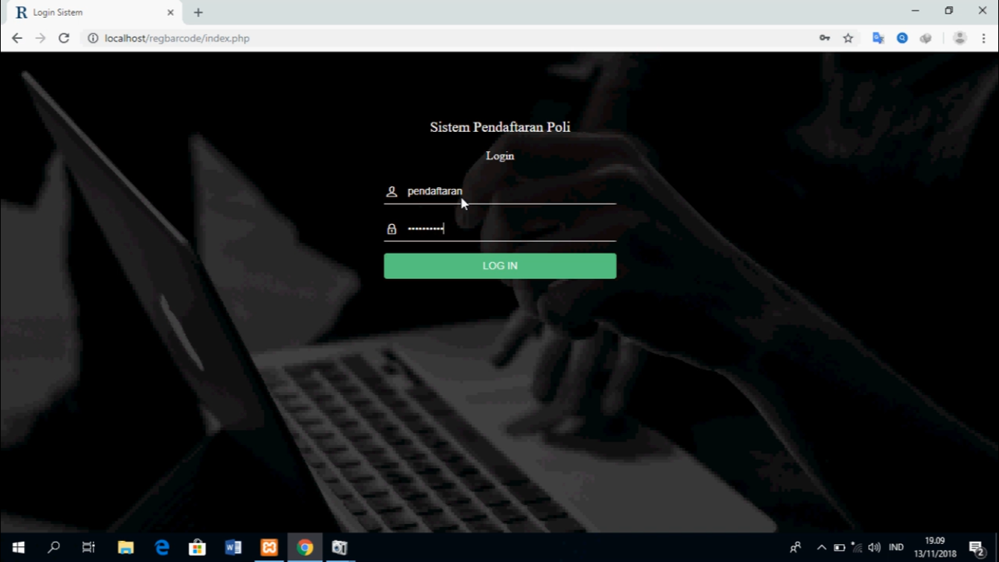 R Login Sistem
localhost/regbarcode/index.php
Sistem Pendaftaran Poli
Login
pendaftaran
••••••••••
LOG IN
IND
19.09
13/11/2018
2